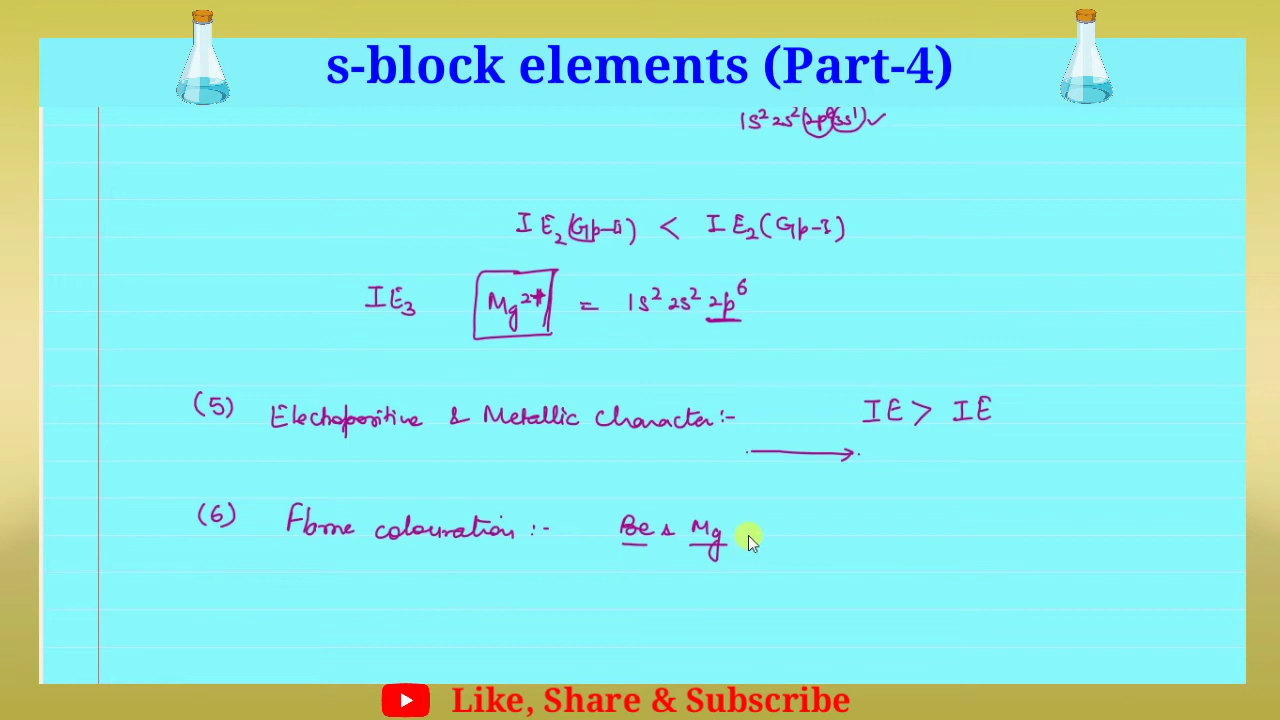 s-block elements (Part-4)
1s² 2s² 2p⁶ 3s¹ ✓
IE₂(Gp-II) < IE₂(Gp-I)
IE₃ Mg²⁺ = 1s² 2s² 2p⁶
(5) Electropositive & Metallic Character:- IE > IE
→
(6) Flame colouration :- Be & Mg
Like, Share & Subscribe